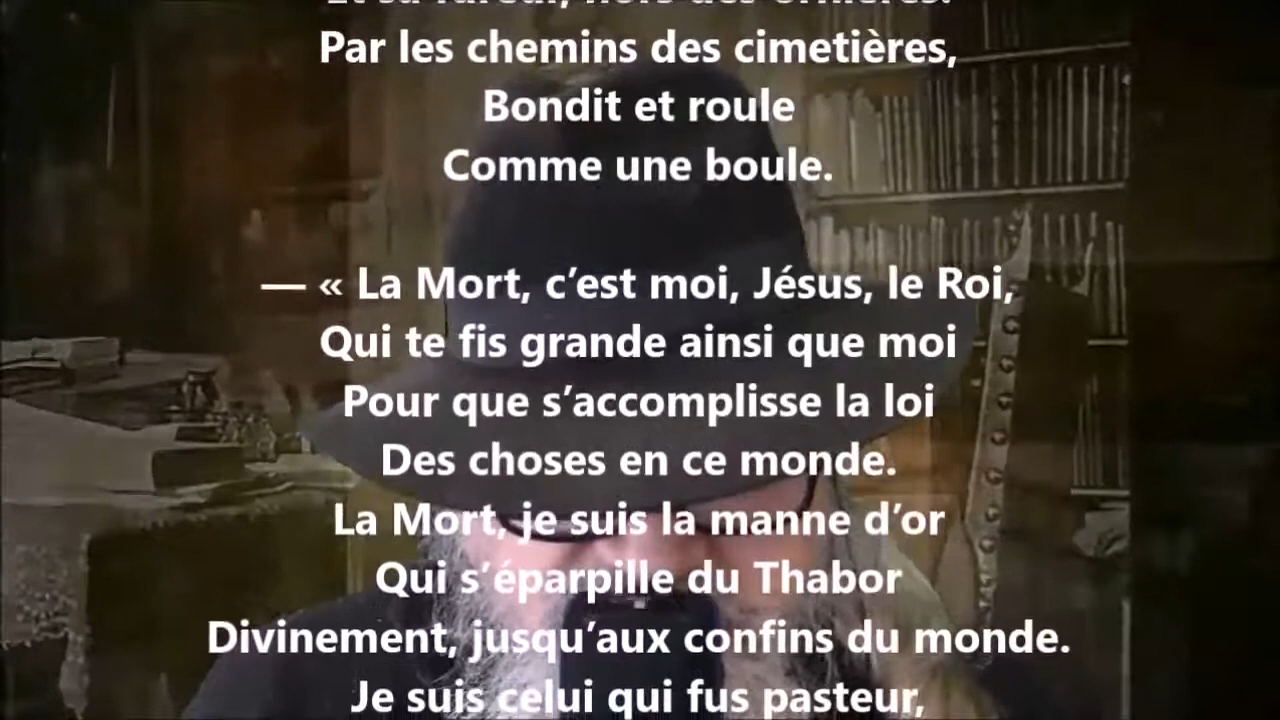 Par les chemins des cimetières,
Bondit et roule
Comme une boule.
— « La Mort, c’est moi, Jésus, le Roi,
Qui te fis grande ainsi que moi
Pour que s’accomplisse la loi
Des choses en ce monde.
La Mort, je suis la manne d’or
Qui s’éparpille du Thabor
Divinement, jusqu’aux confins du monde.
Je suis celui qui fus pasteur,